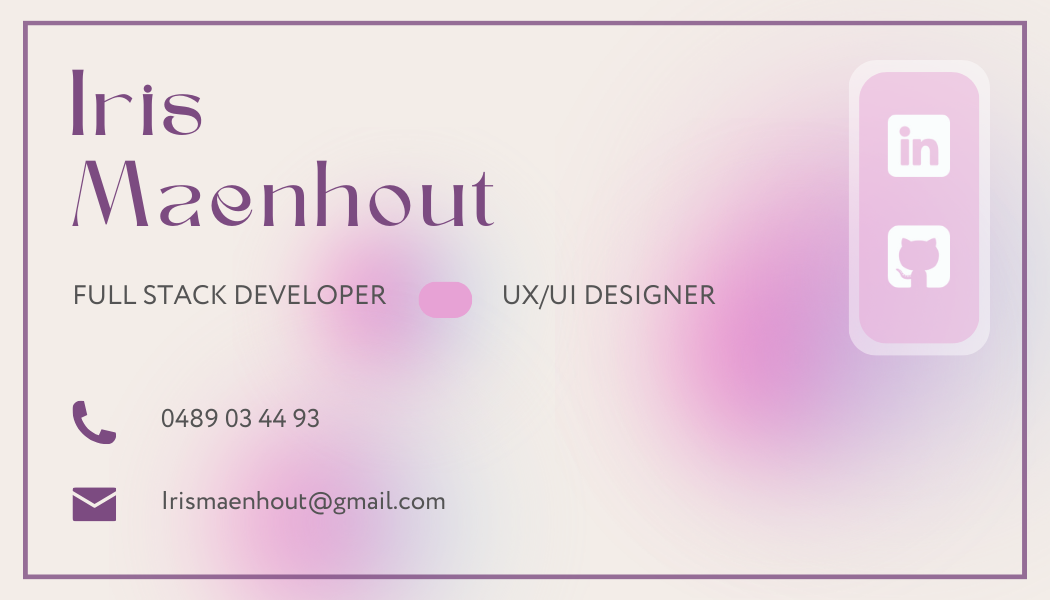 Iris
Maenhout
FULL STACK DEVELOPER UX/UI DESIGNER
in
0489 03 44 93
Irismaenhout@gmail.com